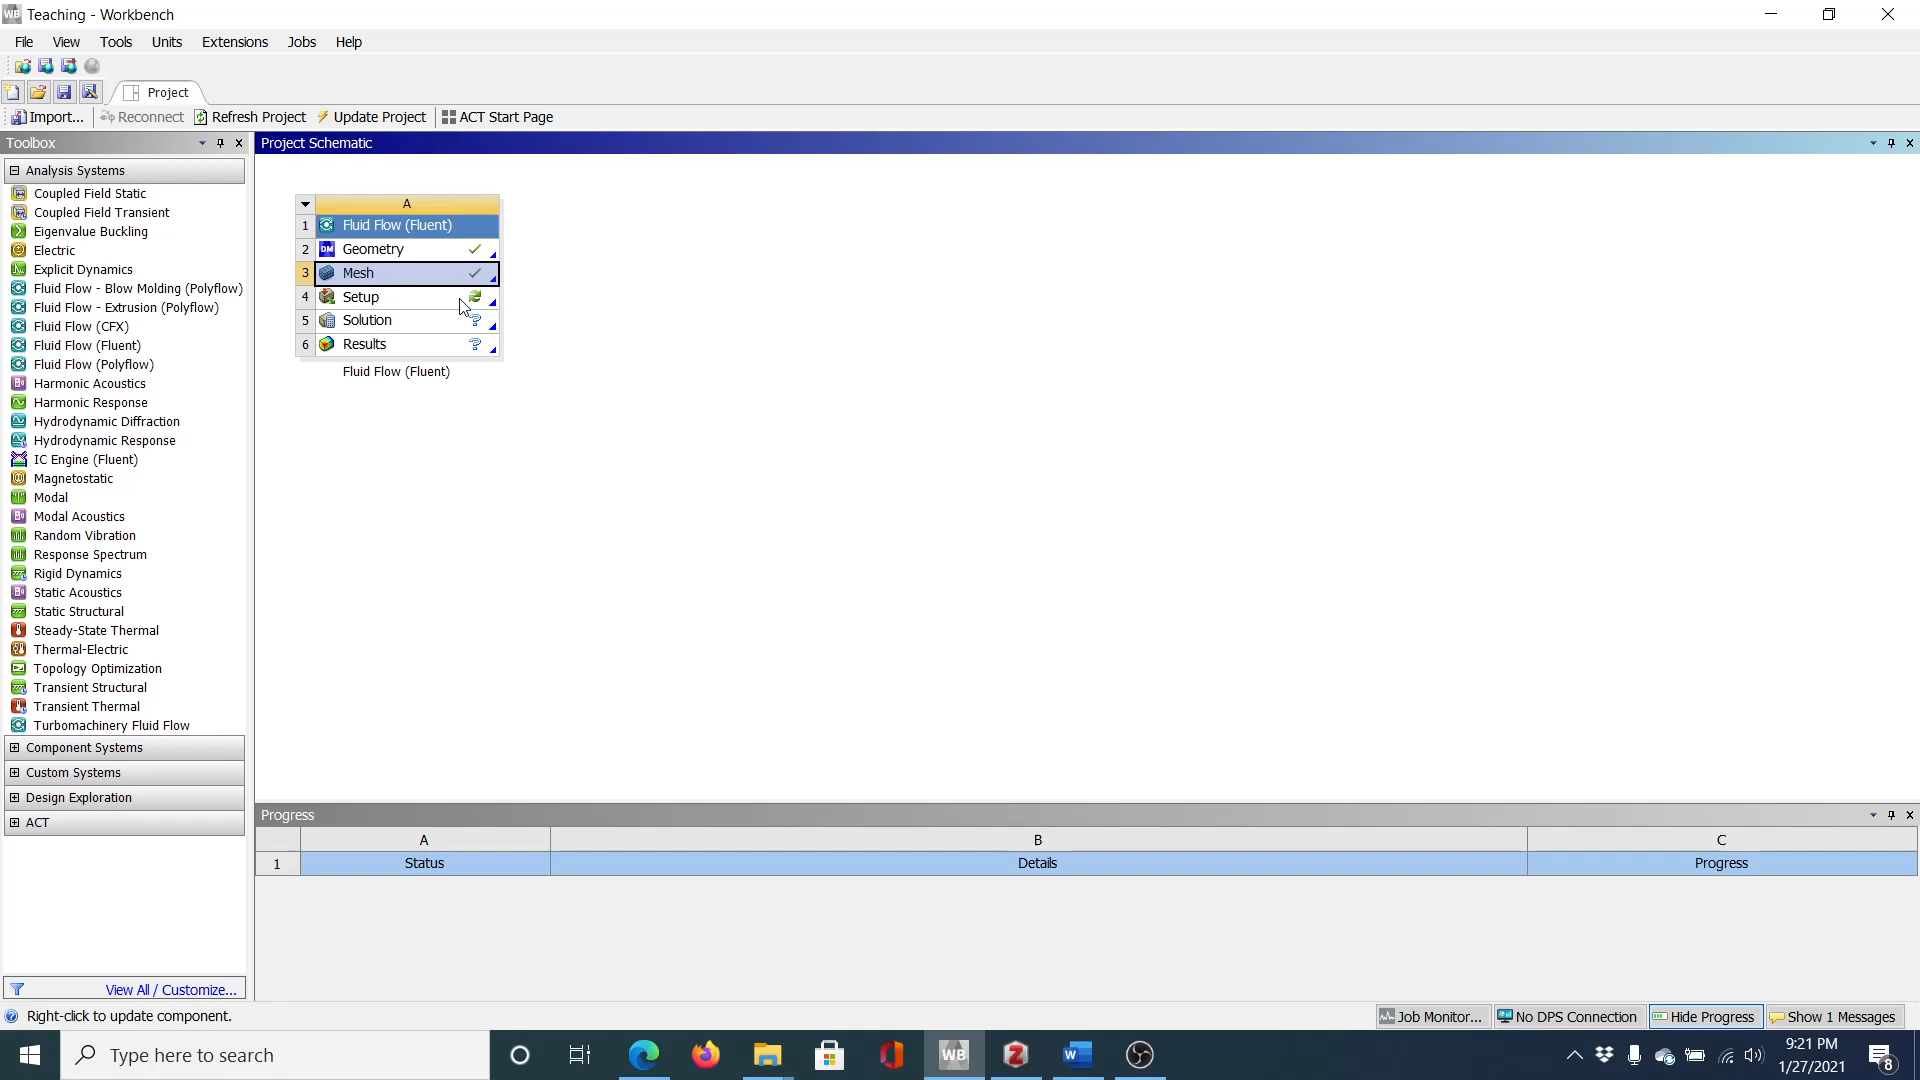 WB Teaching - Workbench
File View Tools Units Extensions Jobs Help
Project
Import... Reconnect Refresh Project Update Project ACT Start Page
Toolbox
Analysis Systems
Coupled Field Static
Coupled Field Transient
Eigenvalue Buckling
Electric
Explicit Dynamics
Fluid Flow - Blow Molding (Polyflow)
Fluid Flow - Extrusion (Polyflow)
Fluid Flow (CFX)
Fluid Flow (Fluent)
Fluid Flow (Polyflow)
Harmonic Acoustics
Harmonic Response
Hydrodynamic Diffraction
Hydrodynamic Response
IC Engine (Fluent)
Magnetostatic
Modal
Modal Acoustics
Random Vibration
Response Spectrum
Rigid Dynamics
Static Acoustics
Static Structural
Steady-State Thermal
Thermal-Electric
Topology Optimization
Transient Structural
Transient Thermal
Turbomachinery Fluid Flow
Component Systems
Custom Systems
Design Exploration
ACT
View All / Customize...
Project Schematic
A
1 Fluid Flow (Fluent)
2 DM Geometry
3 Mesh
4 Setup
5 Solution ?
6 Results ?
Fluid Flow (Fluent)
Progress
A B C
1 Status Details Progress
Right-click to update component.
Job Monitor... No DPS Connection Hide Progress Show 1 Messages
Type here to search
WB
9:21 PM
1/27/2021
8